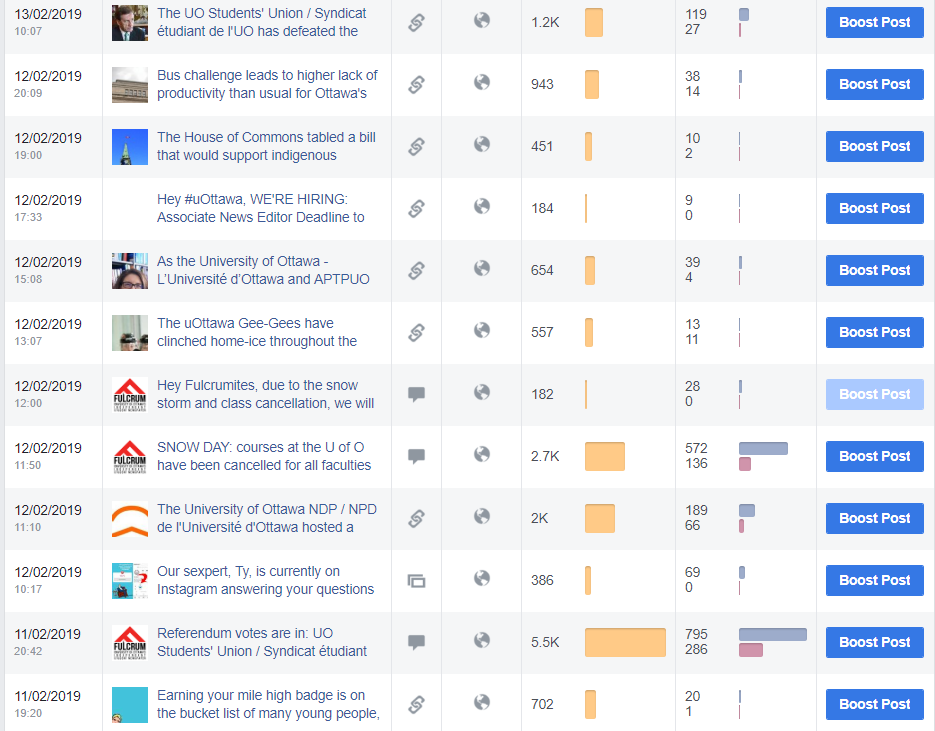 13/02/2019
10:07
The UO Students' Union / Syndicat
étudiant de l'UO has defeated the
1.2K
119
27
Boost Post
12/02/2019
20:09
Bus challenge leads to higher lack of
productivity than usual for Ottawa's
943
38
14
Boost Post
12/02/2019
19:00
The House of Commons tabled a bill
that would support indigenous
451
10
2
Boost Post
12/02/2019
17:33
Hey #uOttawa, WE'RE HIRING:
Associate News Editor Deadline to
184
9
0
Boost Post
12/02/2019
15:08
As the University of Ottawa -
L'Université d'Ottawa and APTPUO
654
39
4
Boost Post
12/02/2019
13:07
The uOttawa Gee-Gees have
clinched home-ice throughout the
557
13
11
Boost Post
12/02/2019
12:00
FULCRUM
Hey Fulcrumites, due to the snow
storm and class cancellation, we will
182
28
0
Boost Post
12/02/2019
11:50
FULCRUM
SNOW DAY: courses at the U of O
have been cancelled for all faculties
2.7K
572
136
Boost Post
12/02/2019
11:10
The University of Ottawa NDP / NPD
de l'Université d'Ottawa hosted a
2K
189
66
Boost Post
12/02/2019
10:17
Our sexpert, Ty, is currently on
Instagram answering your questions
386
69
0
Boost Post
11/02/2019
20:42
FULCRUM
Referendum votes are in: UO
Students' Union / Syndicat étudiant
5.5K
795
286
Boost Post
11/02/2019
19:20
Earning your mile high badge is on
the bucket list of many young people,
702
20
1
Boost Post